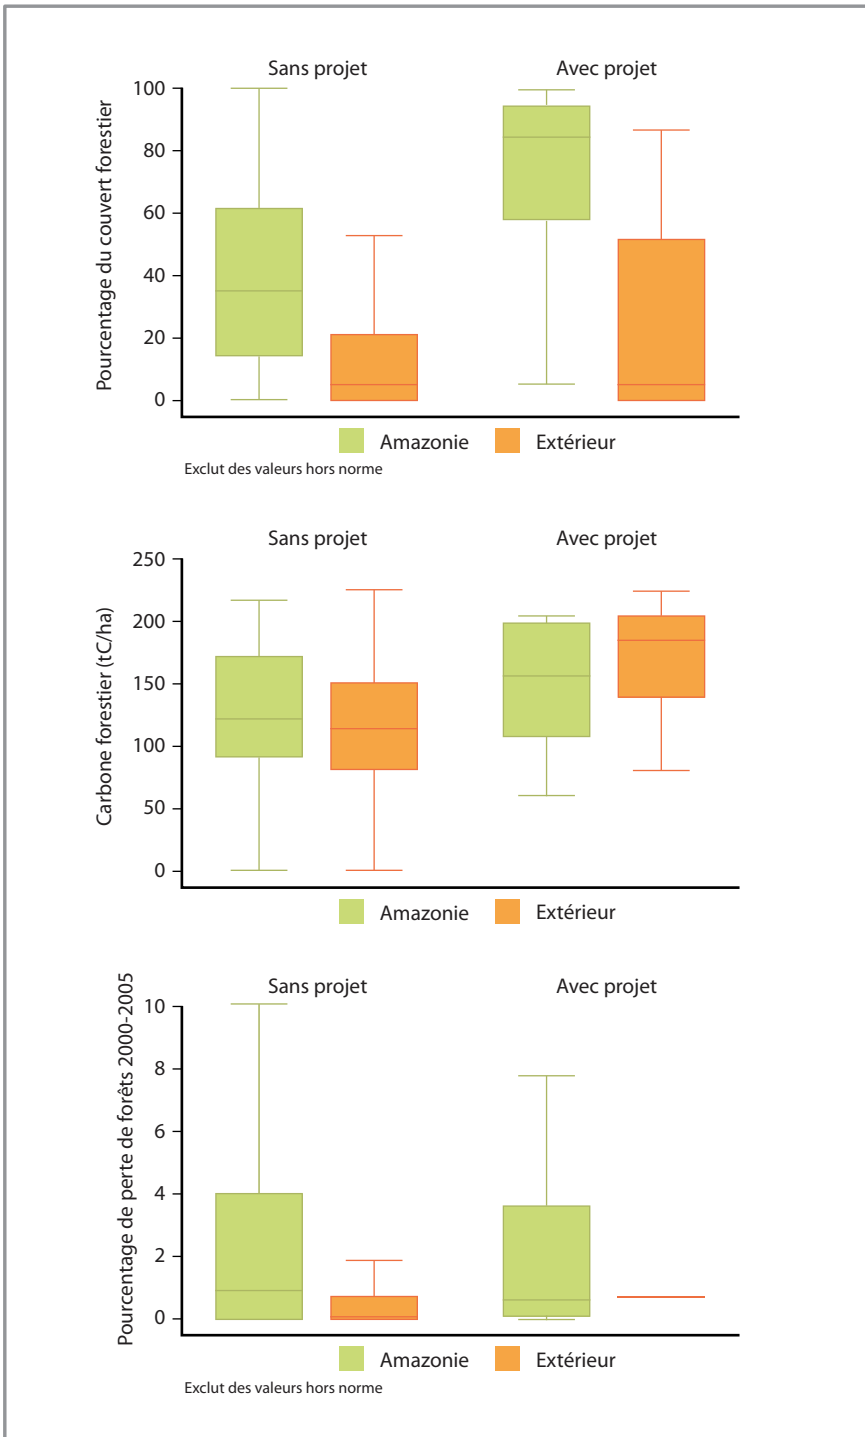 Sans projet
Avec projet
Pourcentage du couvert forestier
100
80
60
40
20
0
Amazonie
Extérieur
Exclut des valeurs hors norme
Sans projet
Avec projet
Carbone forestier (tC/ha)
250
200
150
100
50
0
Amazonie
Extérieur
Sans projet
Avec projet
Pourcentage de perte de forêts 2000-2005
10
8
6
4
2
0
Amazonie
Extérieur
Exclut des valeurs hors norme